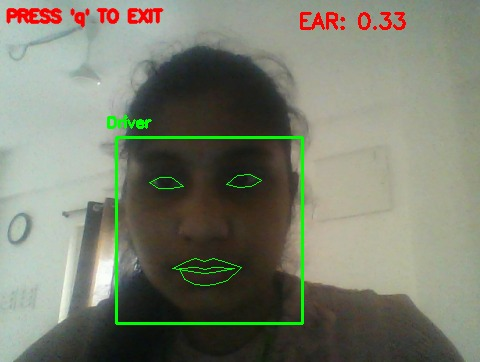 PRESS 'q' TO EXIT
EAR: 0.33
Driver